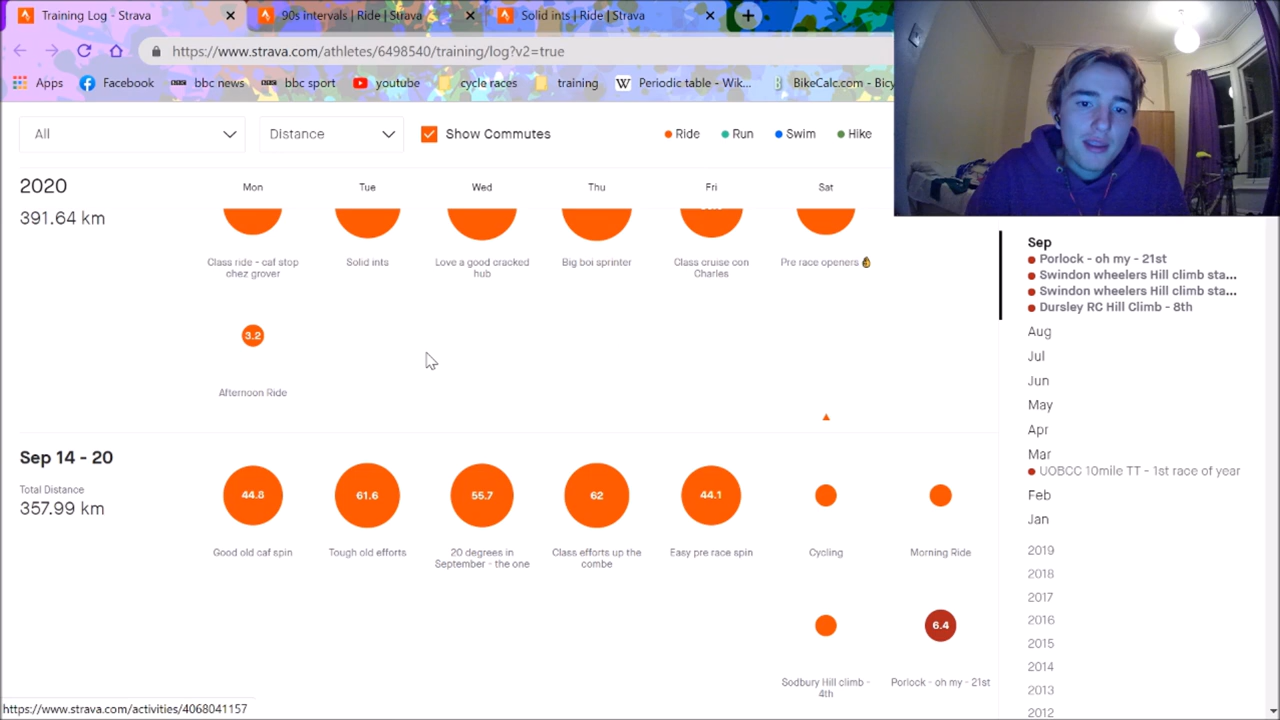 Training Log - Strava
90s intervals | Ride | Strava
Solid ints | Ride | Strava
https://www.strava.com/athletes/6498540/training/log?v2=true
Apps
Facebook
bbc news
bbc sport
youtube
cycle races
training
Periodic table - Wik...
BikeCalc.com - Bicy
All
Distance
Show Commutes
Ride
Run
Swim
Hike
2020
391.64 km
Mon
Tue
Wed
Thu
Fri
Sat
Class ride - caf stop
chez grover
Solid ints
Love a good cracked
hub
Big boi sprinter
Class cruise con
Charles
Pre race openers
3.2
Afternoon Ride
Sep 14 - 20
Total Distance
357.99 km
44.8
61.6
55.7
62
44.1
Good old caf spin
Tough old efforts
20 degrees in
September - the one
Class efforts up the
combe
Easy pre race spin
Cycling
Morning Ride
6.4
Sodbury Hill climb -
4th
Porlock - oh my - 21st
Sep
Porlock - oh my - 21st
Swindon wheelers Hill climb sta...
Swindon wheelers Hill climb sta...
Dursley RC Hill Climb - 8th
Aug
Jul
Jun
May
Apr
Mar
UOBCC 10mile TT - 1st race of year
Feb
Jan
2019
2018
2017
2016
2015
2014
2013
2012
https://www.strava.com/activities/4068041157